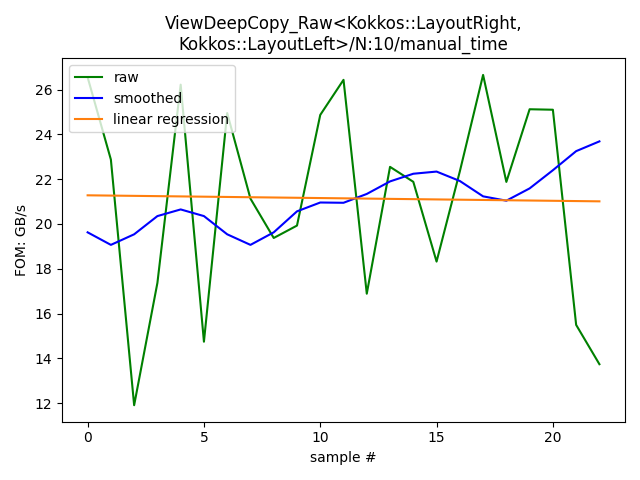 ViewDeepCopy_Raw<Kokkos::LayoutRight,
Kokkos::LayoutLeft>/N:10/manual_time
raw
smoothed
linear regression
FOM: GB/s
26
24
22
20
18
16
14
12
0
5
10
15
20
sample #